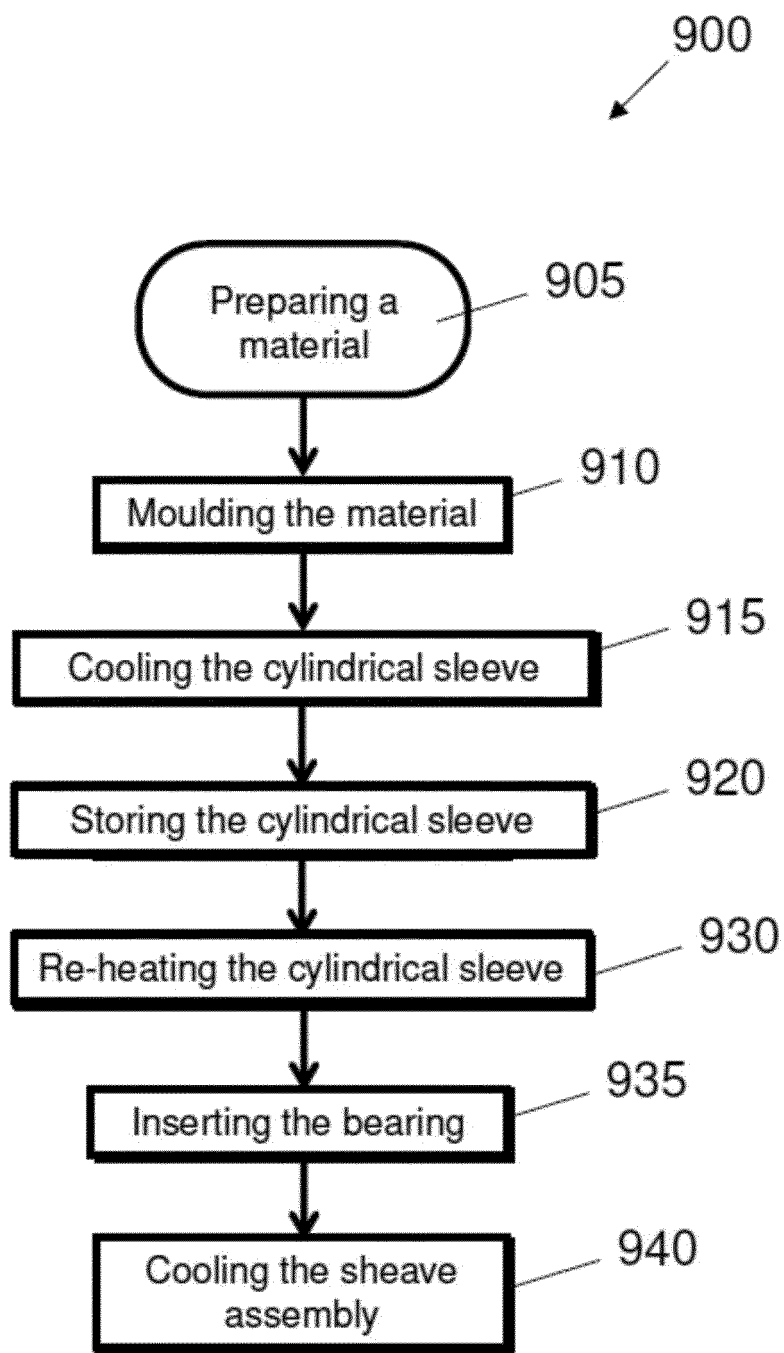 900
Preparing a
material
905
Moulding the material
910
Cooling the cylindrical sleeve
915
Storing the cylindrical sleeve
920
Re-heating the cylindrical sleeve
930
Inserting the bearing
935
Cooling the sheave
assembly
940